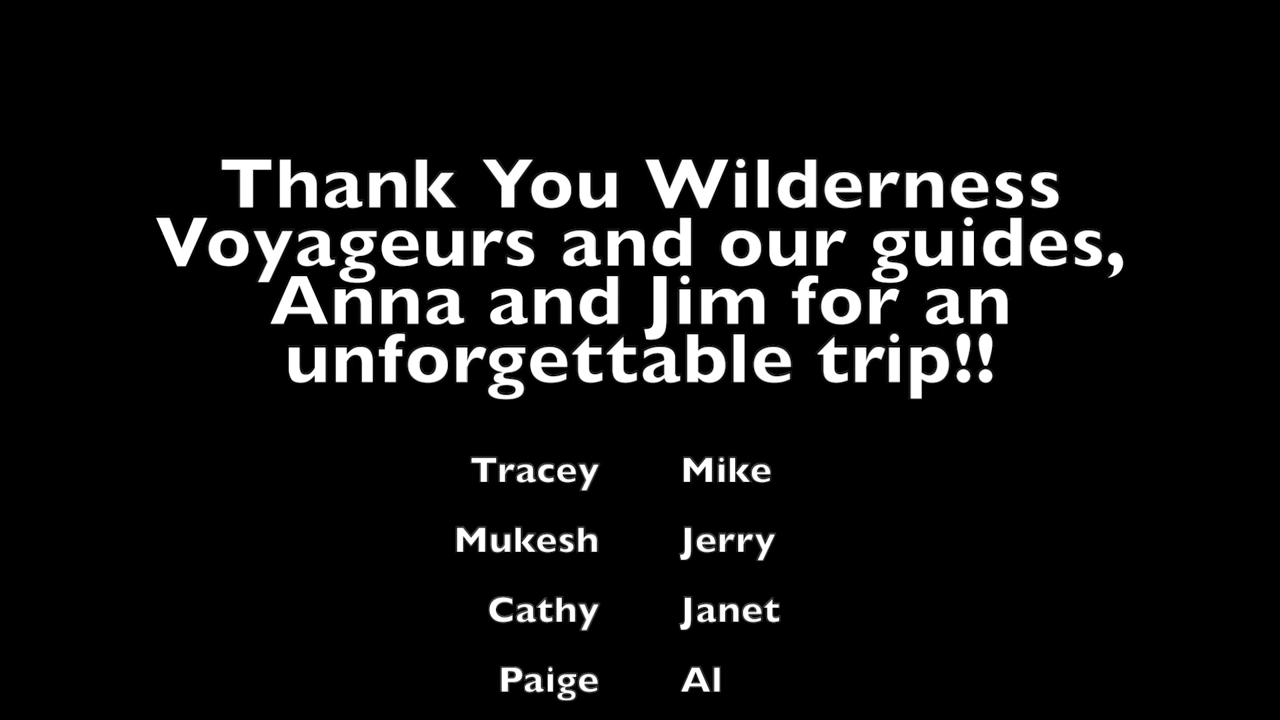 Thank You Wilderness
Voyageurs and our guides,
Anna and Jim for an
unforgettable trip!!
Tracey Mike
Mukesh Jerry
Cathy Janet
Paige Al